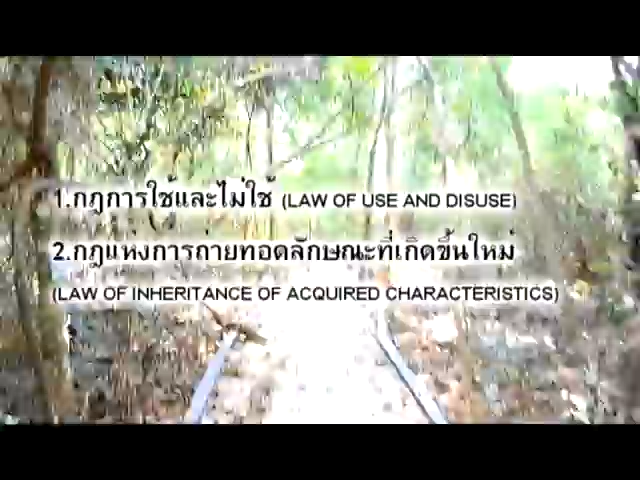 1.กฎการใช้และไม่ใช้ (LAW OF USE AND DISUSE)
2.กฎแห่งการถ่ายทอดลักษณะที่เกิดขึ้นใหม่
(LAW OF INHERITANCE OF ACQUIRED CHARACTERISTICS)